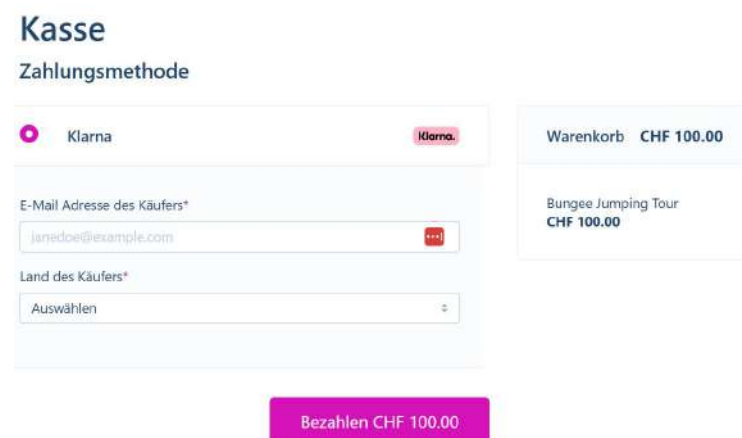 Kasse
Zahlungsmethode
Klarna
Klarna.
E-Mail Adresse des Käufers*
janedoe@example.com
Land des Käufers*
Auswählen
Warenkorb CHF 100.00
Bungee Jumping Tour
CHF 100.00
Bezahlen CHF 100.00